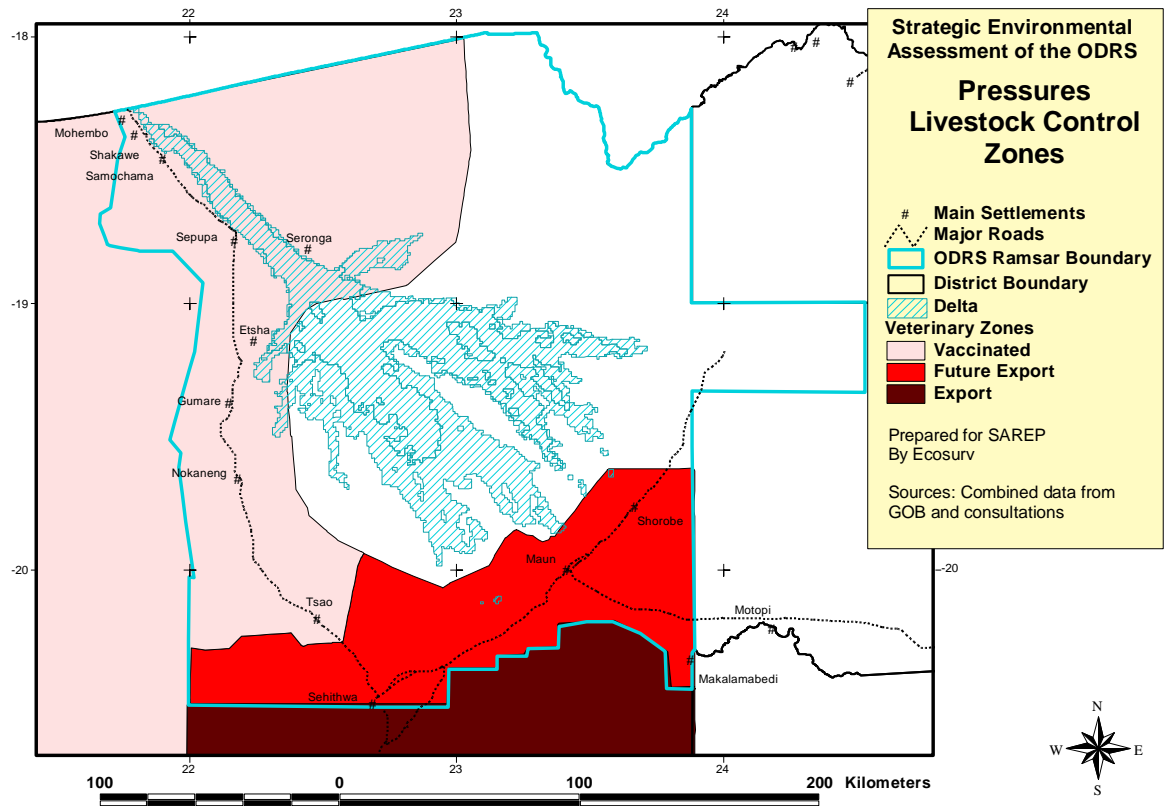 22
23
24
-18
Strategic Environmental
Assessment of the ODRS
Pressures
Livestock Control
Zones
# Main Settlements
Major Roads
ODRS Ramsar Boundary
District Boundary
Delta
Veterinary Zones
Vaccinated
Future Export
Export
Prepared for SAREP
By Ecosurv
Sources: Combined data from
GOB and consultations
Mohembo
Shakawe
Samochama
Sepupa
Seronga
-19
Etsha
Gumare
Nokaneng
Shorobe
Maun
-20
-20
Tsao
Motopi
Makalamabedi
Sehithwa
22
23
24
N
W
E
S
100
0
100
200 Kilometers